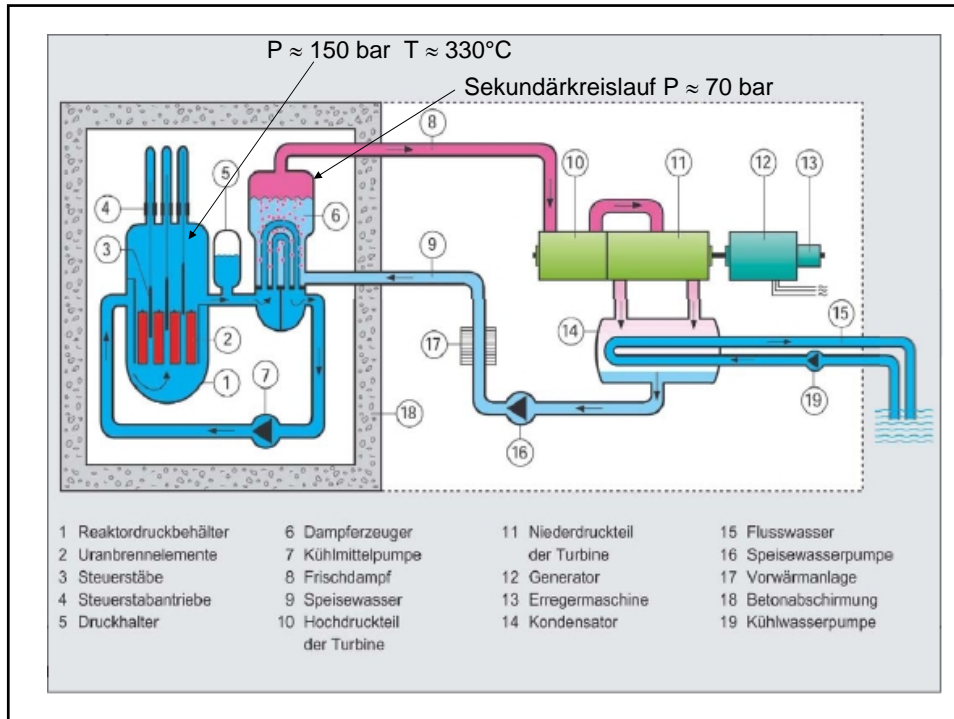 P ≈ 150 bar T ≈ 330°C
Sekundärkreislauf P ≈ 70 bar
8
10
11
12
13
5
4
6
3
9
15
14
2
17
1
7
18
19
16
1 Reaktordruckbehälter
2 Uranbrennelemente
3 Steuerstäbe
4 Steuerstabantriebe
5 Druckhalter
6 Dampferzeuger
7 Kühlmittelpumpe
8 Frischdampf
9 Speisewasser
10 Hochdruckteil
der Turbine
11 Niederdruckteil
der Turbine
12 Generator
13 Erregermaschine
14 Kondensator
15 Flusswasser
16 Speisewasserpumpe
17 Vorwärmanlage
18 Betonabschirmung
19 Kühlwasserpumpe